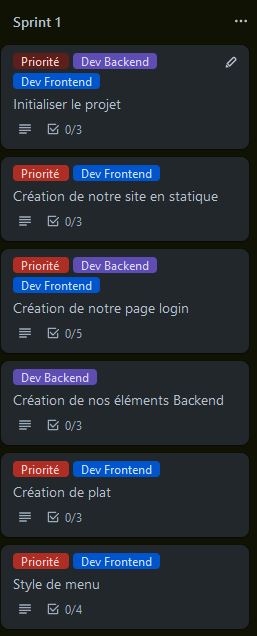 Sprint 1
Priorité Dev Backend
Dev Frontend
Initialiser le projet
0/3
Priorité Dev Frontend
Création de notre site en statique
0/3
Priorité Dev Backend
Dev Frontend
Création de notre page login
0/5
Dev Backend
Création de nos éléments Backend
0/3
Priorité Dev Frontend
Création de plat
0/3
Priorité Dev Frontend
Style de menu
0/4